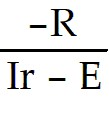 –R
Ir – E